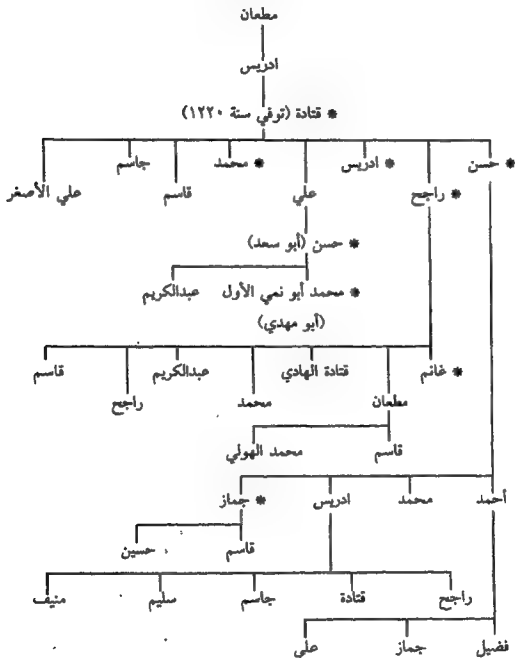 مطعان
ادريس
* قتادة (توفي سنة ١٢٢٠)
* حسن
* ادريس
* محمد
جاسم
* راجح
علي
قاسم
علي الأصغر
* حسن (أبو سعد)
* محمد أبو نمي الأول
عبدالكريم
(أبو مهدي)
* غانم
قتادة الهادي
عبدالكريم
قاسم
مطعان
محمد
راجح
قاسم
محمد الهولي
أحمد
محمد
ادريس
* جماز
قاسم
حسين
راجح
قتادة
جاسم
سليم
منيف
فضيل
جماز
علي